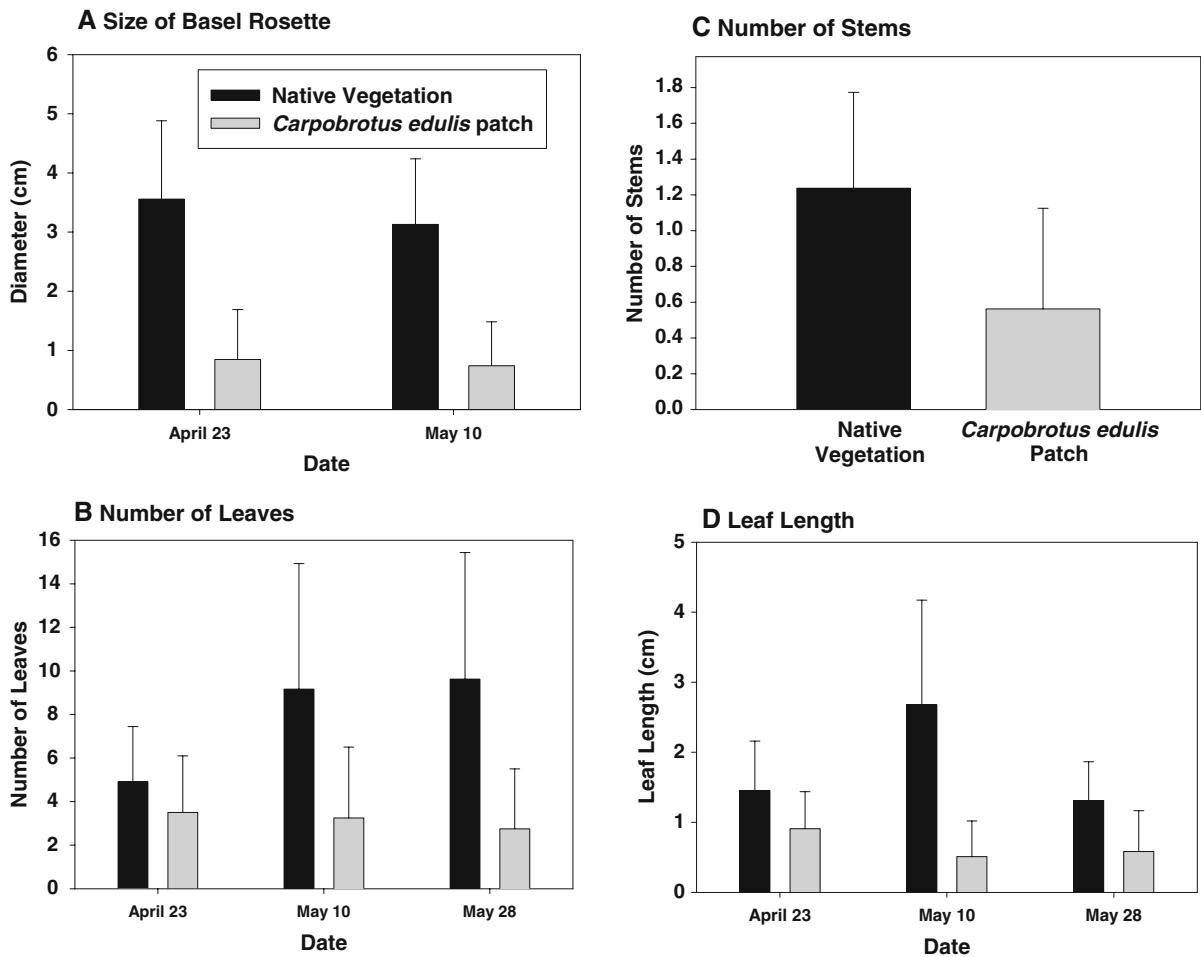 A Size of Basel Rosette
6
5
4
3
2
1
0
Diameter (cm)
Native Vegetation
Carpobrotus edulis patch
April 23
May 10
Date
C Number of Stems
1.8
1.6
1.4
1.2
1.0
0.8
0.6
0.4
0.2
0.0
Number of Stems
Native
Vegetation
Carpobrotus edulis
Patch
B Number of Leaves
16
14
12
10
8
6
4
2
0
Number of Leaves
April 23
May 10
May 28
Date
D Leaf Length
5
4
3
2
1
0
Leaf Length (cm)
April 23
May 10
May 28
Date